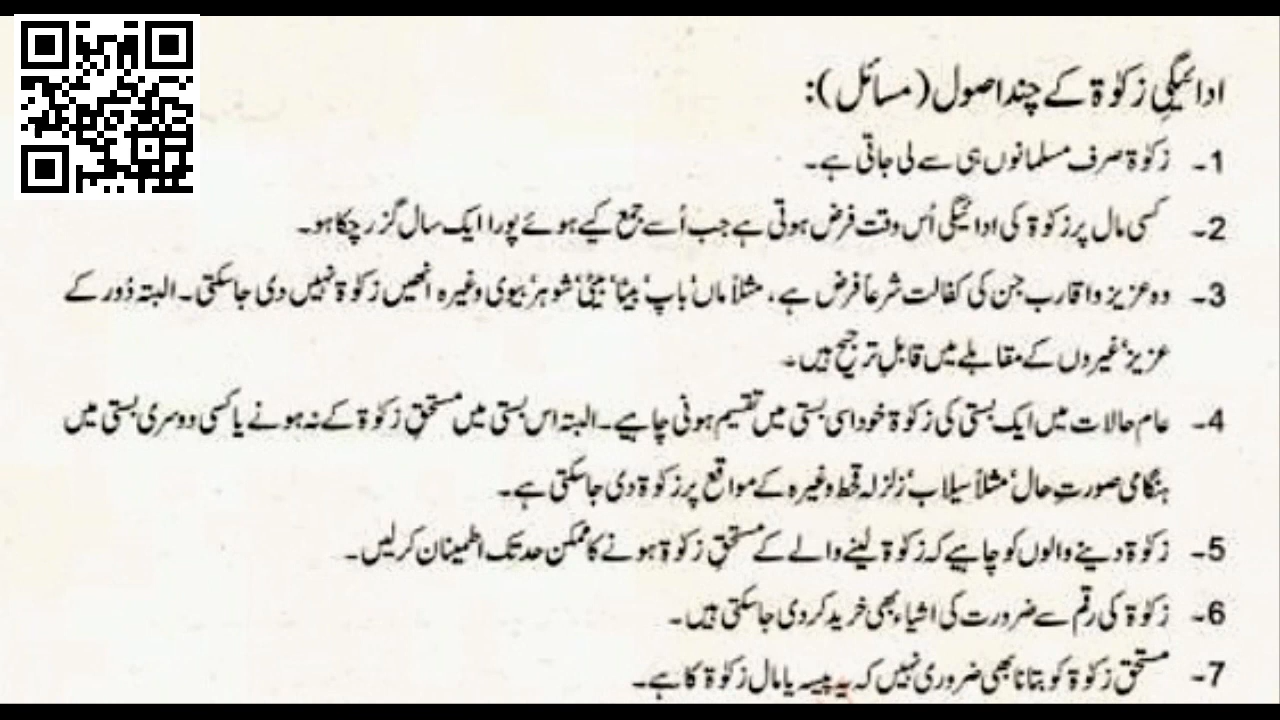 ادائیگیِ زکوٰۃ کے چند اصول (مسائل):
1- زکوٰۃ صرف مسلمانوں ہی سے لی جاتی ہے۔
2- کسی مال پر زکوٰۃ کی ادائیگی اُس وقت فرض ہوتی ہے جب اُسے جمع کیے ہوئے پورا ایک سال گزر چکا ہو۔
3- وہ عزیز و اقارب جن کی کفالت شرعاً فرض ہے، مثلاً ماں‘ باپ‘ بیٹا‘ بیٹی‘ شوہر‘ بیوی وغیرہ انھیں زکوٰۃ نہیں دی جاسکتی۔ البتہ دُور کے
عزیز‘ غیروں کے مقابلے میں قابلِ ترجیح ہیں۔
4- عام حالات میں ایک بستی کی زکوٰۃ خود اسی بستی میں تقسیم ہونی چاہیے۔ البتہ اس بستی میں مستحقِ زکوٰۃ کے نہ ہونے یا کسی دوسری بستی میں
ہنگامی صورتِ حال‘ مثلاً سیلاب‘ زلزلہ‘ قحط وغیرہ کے مواقع پر زکوٰۃ دی جاسکتی ہے۔
5- زکوٰۃ دینے والوں کو چاہیے کہ زکوٰۃ لینے والے کے مستحقِ زکوٰۃ ہونے کا ممکن حد تک اطمینان کرلیں۔
6- زکوٰۃ کی رقم سے ضرورت کی اشیاء بھی خرید کر دی جاسکتی ہیں۔
7- مستحقِ زکوٰۃ کو بتانا بھی ضروری نہیں کہ یہ پیسہ یا مال زکوٰۃ کا ہے۔